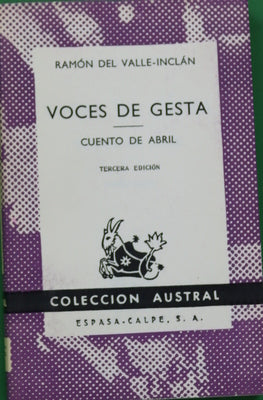 RAMÓN DEL VALLE-INCLÁN
VOCES DE GESTA
CUENTO DE ABRIL
TERCERA EDICIÓN
COLECCION AUSTRAL
ESPASA-CALPE, S. A.